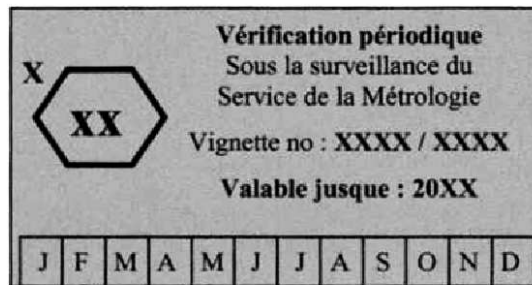 Vérification périodique
Sous la surveillance du
Service de la Métrologie
X
XX
Vignette no : XXXX / XXXX
Valable jusque : 20XX
J F M A M J J A S O N D